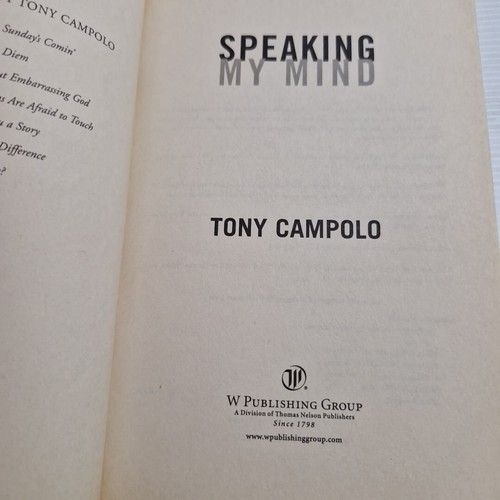 TONY CAMPOLO
Sunday's Comin'
Diem
Embarrassing God
Are Afraid to Touch
a Story
Difference
?
SPEAKING
MY MIND
TONY CAMPOLO
W
W PUBLISHING GROUP
A Division of Thomas Nelson Publishers
Since 1798
www.wpublishinggroup.com